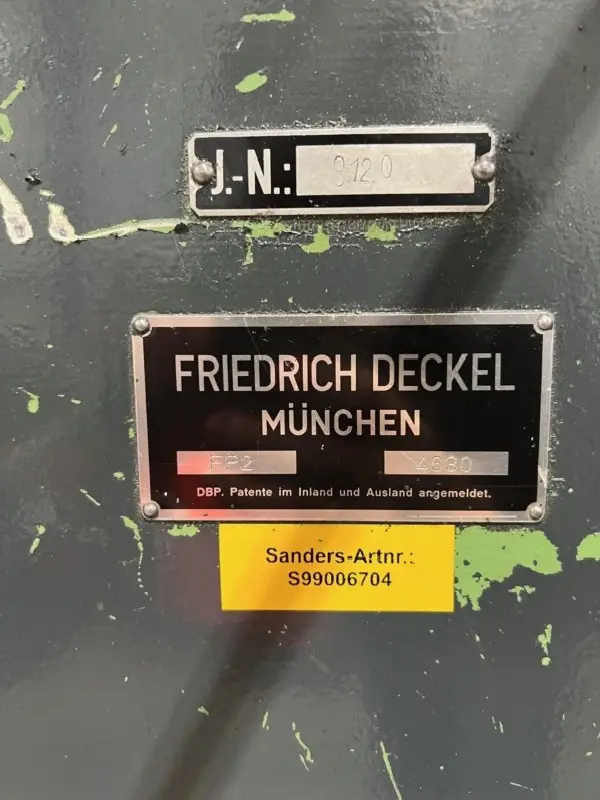 J.-N.: 9120
FRIEDRICH DECKEL
MÜNCHEN
FP2 4630
DBP. Patente im Inland und Ausland angemeldet.
Sanders-Artnr.:
S99006704